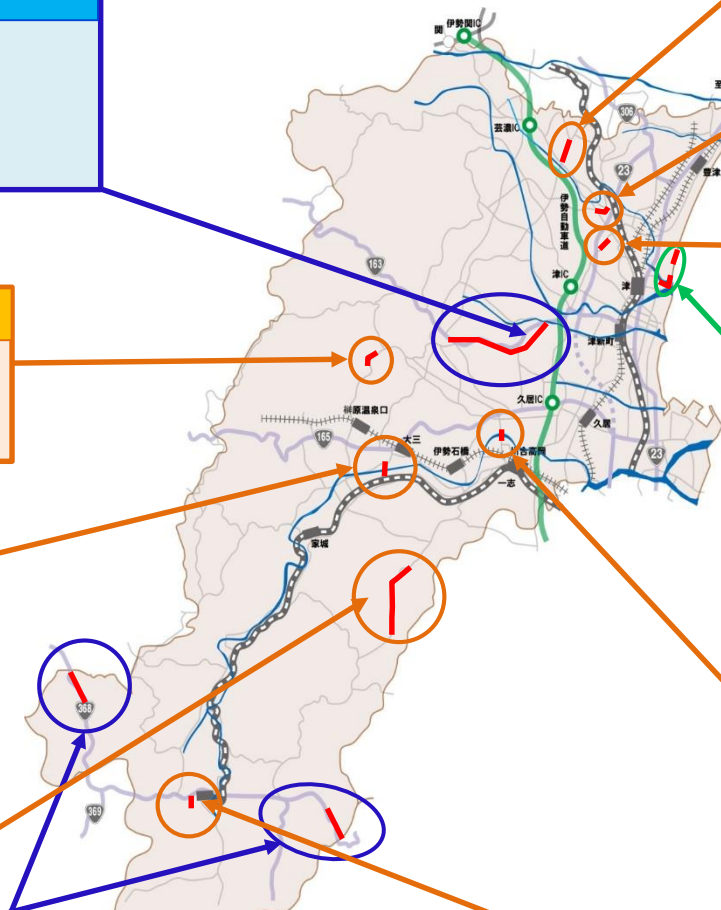 関
伊勢関IC
至
306
芸濃IC
豊津
23
伊勢自動車道
163
津IC
津
津新町
久居IC
榊原温泉口
久居
165
大三
伊勢石橋
川合高岡
23
一志
家城
368
369